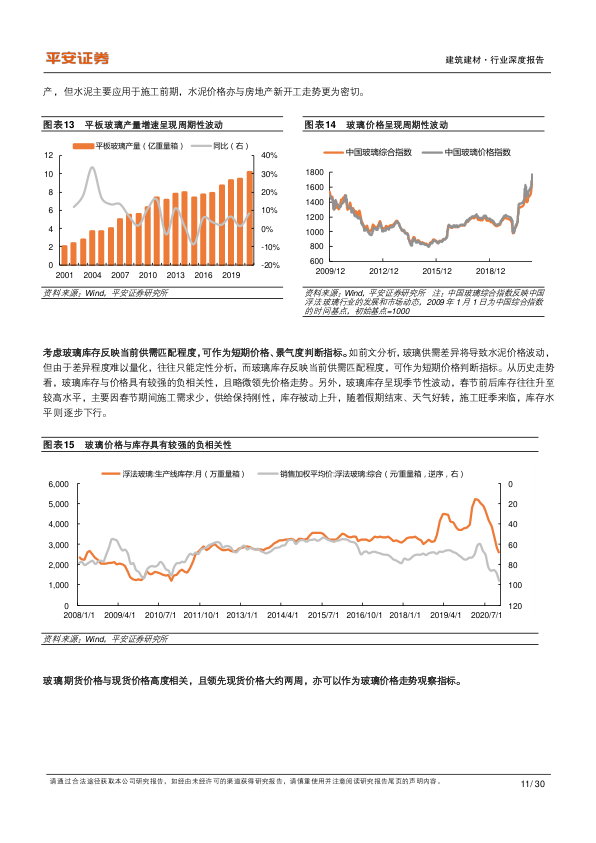 平安证券
建筑建材·行业深度报告
产，但水泥主要应用于施工前期，水泥价格亦与房地产新开工走势更为密切。
图表13 平板玻璃产量增速呈现周期性波动
平板玻璃产量（亿重量箱） 同比（右）
12
10
8
6
4
2
0
40%
30%
20%
10%
0%
-10%
-20%
2001 2004 2007 2010 2013 2016 2019
资料来源：Wind，平安证券研究所
图表14 玻璃价格呈现周期性波动
中国玻璃综合指数 中国玻璃价格指数
1800
1600
1400
1200
1000
800
600
2009/12 2012/12 2015/12 2018/12
资料来源：Wind，平安证券研究所 注：中国玻璃综合指数反映中国
浮法玻璃行业的发展和市场动态，2009 年 1 月 1 日为中国综合指数
的时间基点，初始基点=1000
考虑玻璃库存反映当前供需匹配程度，可作为短期价格、景气度判断指标。如前文分析，玻璃供需差异将导致水泥价格波动，
但由于差异程度难以量化，往往只能定性分析，而玻璃库存反映当前供需匹配程度，可作为短期价格判断指标。从历史走势
看，玻璃库存与价格具有较强的负相关性，且略微领先价格走势。另外，玻璃库存呈现季节性波动，春节前后库存往往升至
较高水平，主要因春节期间施工需求少，供给保持刚性，库存被动上升，随着假期结束、天气好转，施工旺季来临，库存水
平则逐步下行。
图表15 玻璃价格与库存具有较强的负相关性
浮法玻璃:生产线库存:月（万重量箱） 销售加权平均价:浮法玻璃:综合（元/重量箱，逆序，右）
6,000
5,000
4,000
3,000
2,000
1,000
0
0
20
40
60
80
100
120
2008/1/1 2009/4/1 2010/7/1 2011/10/1 2013/1/1 2014/4/1 2015/7/1 2016/10/1 2018/1/1 2019/4/1 2020/7/1
资料来源：Wind，平安证券研究所
玻璃期货价格与现货价格高度相关，且领先现货价格大约两周，亦可以作为玻璃价格走势观察指标。
请通过合法途径获取本公司研究报告，如经由未经许可的渠道获得研究报告，请慎重使用并注意阅读研究报告尾页的声明内容。
11/ 30